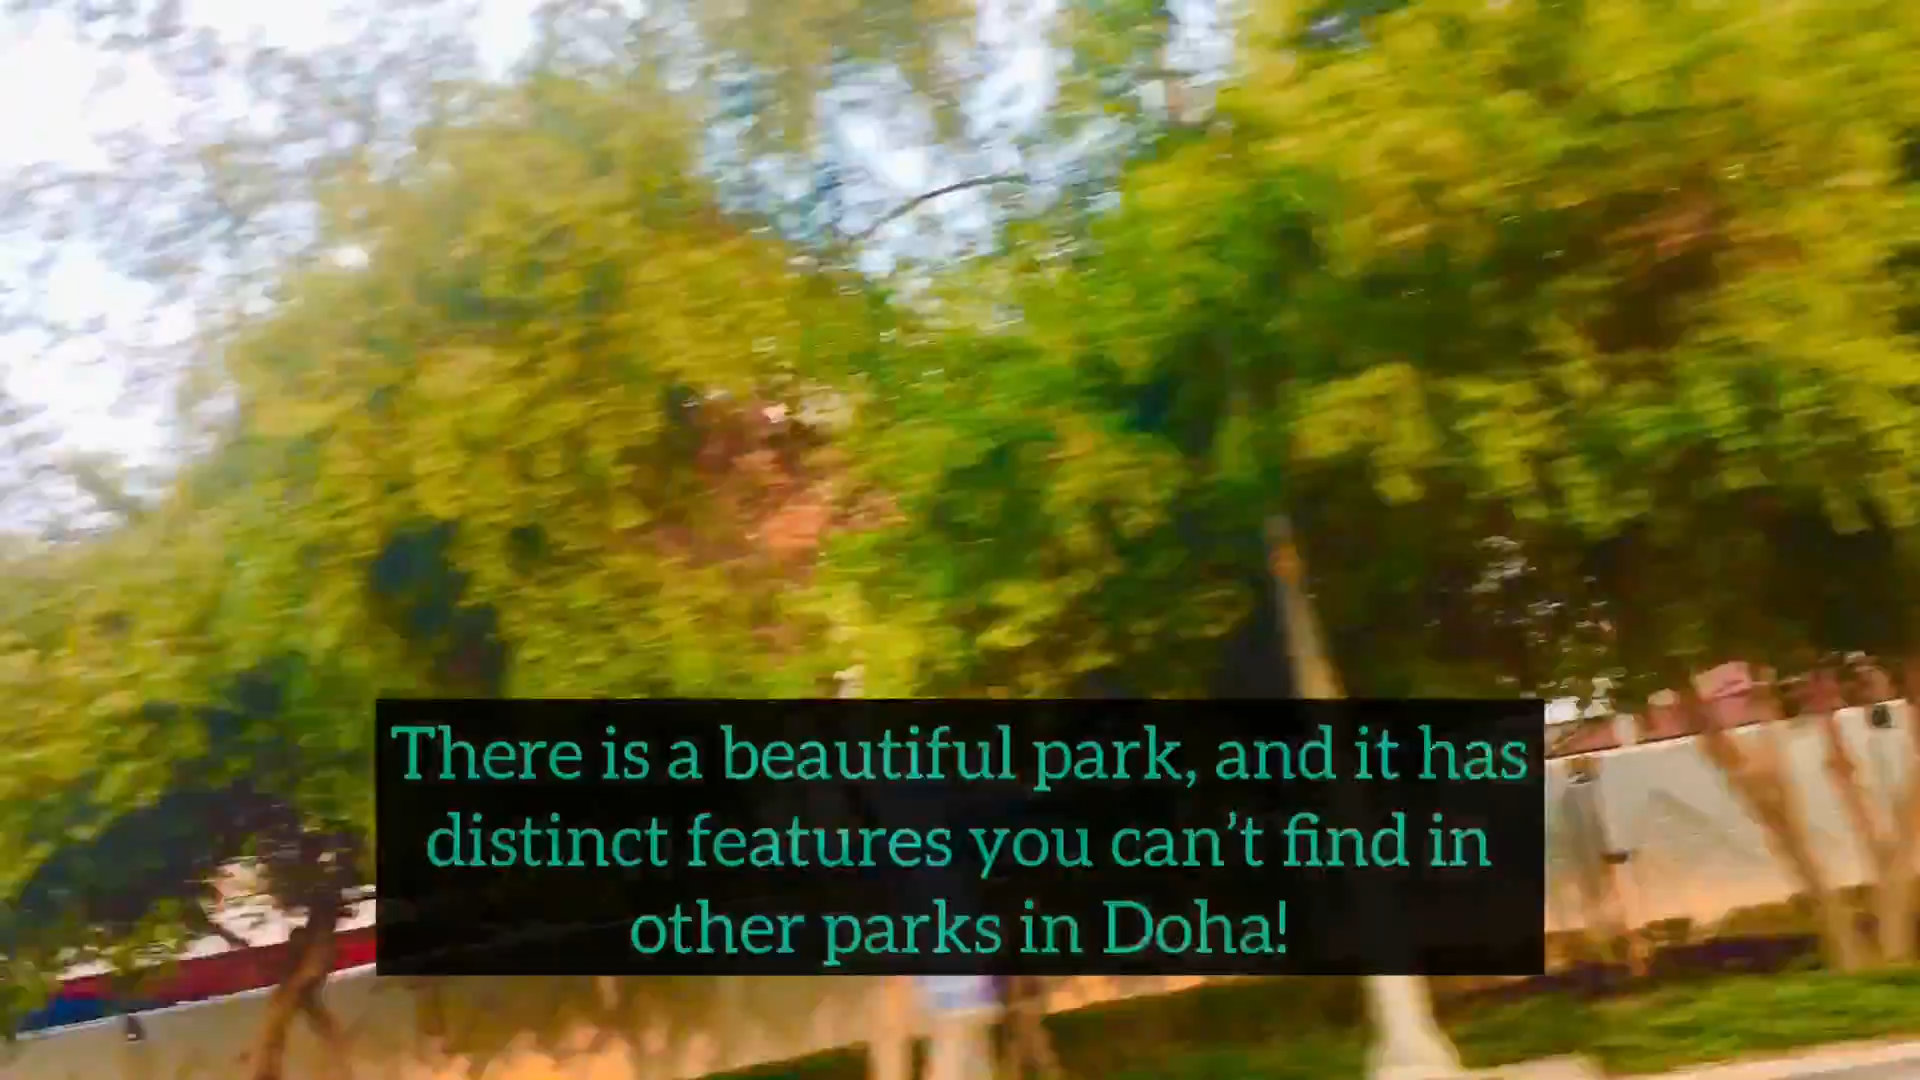 There is a beautiful park, and it has
distinct features you can’t find in
other parks in Doha!